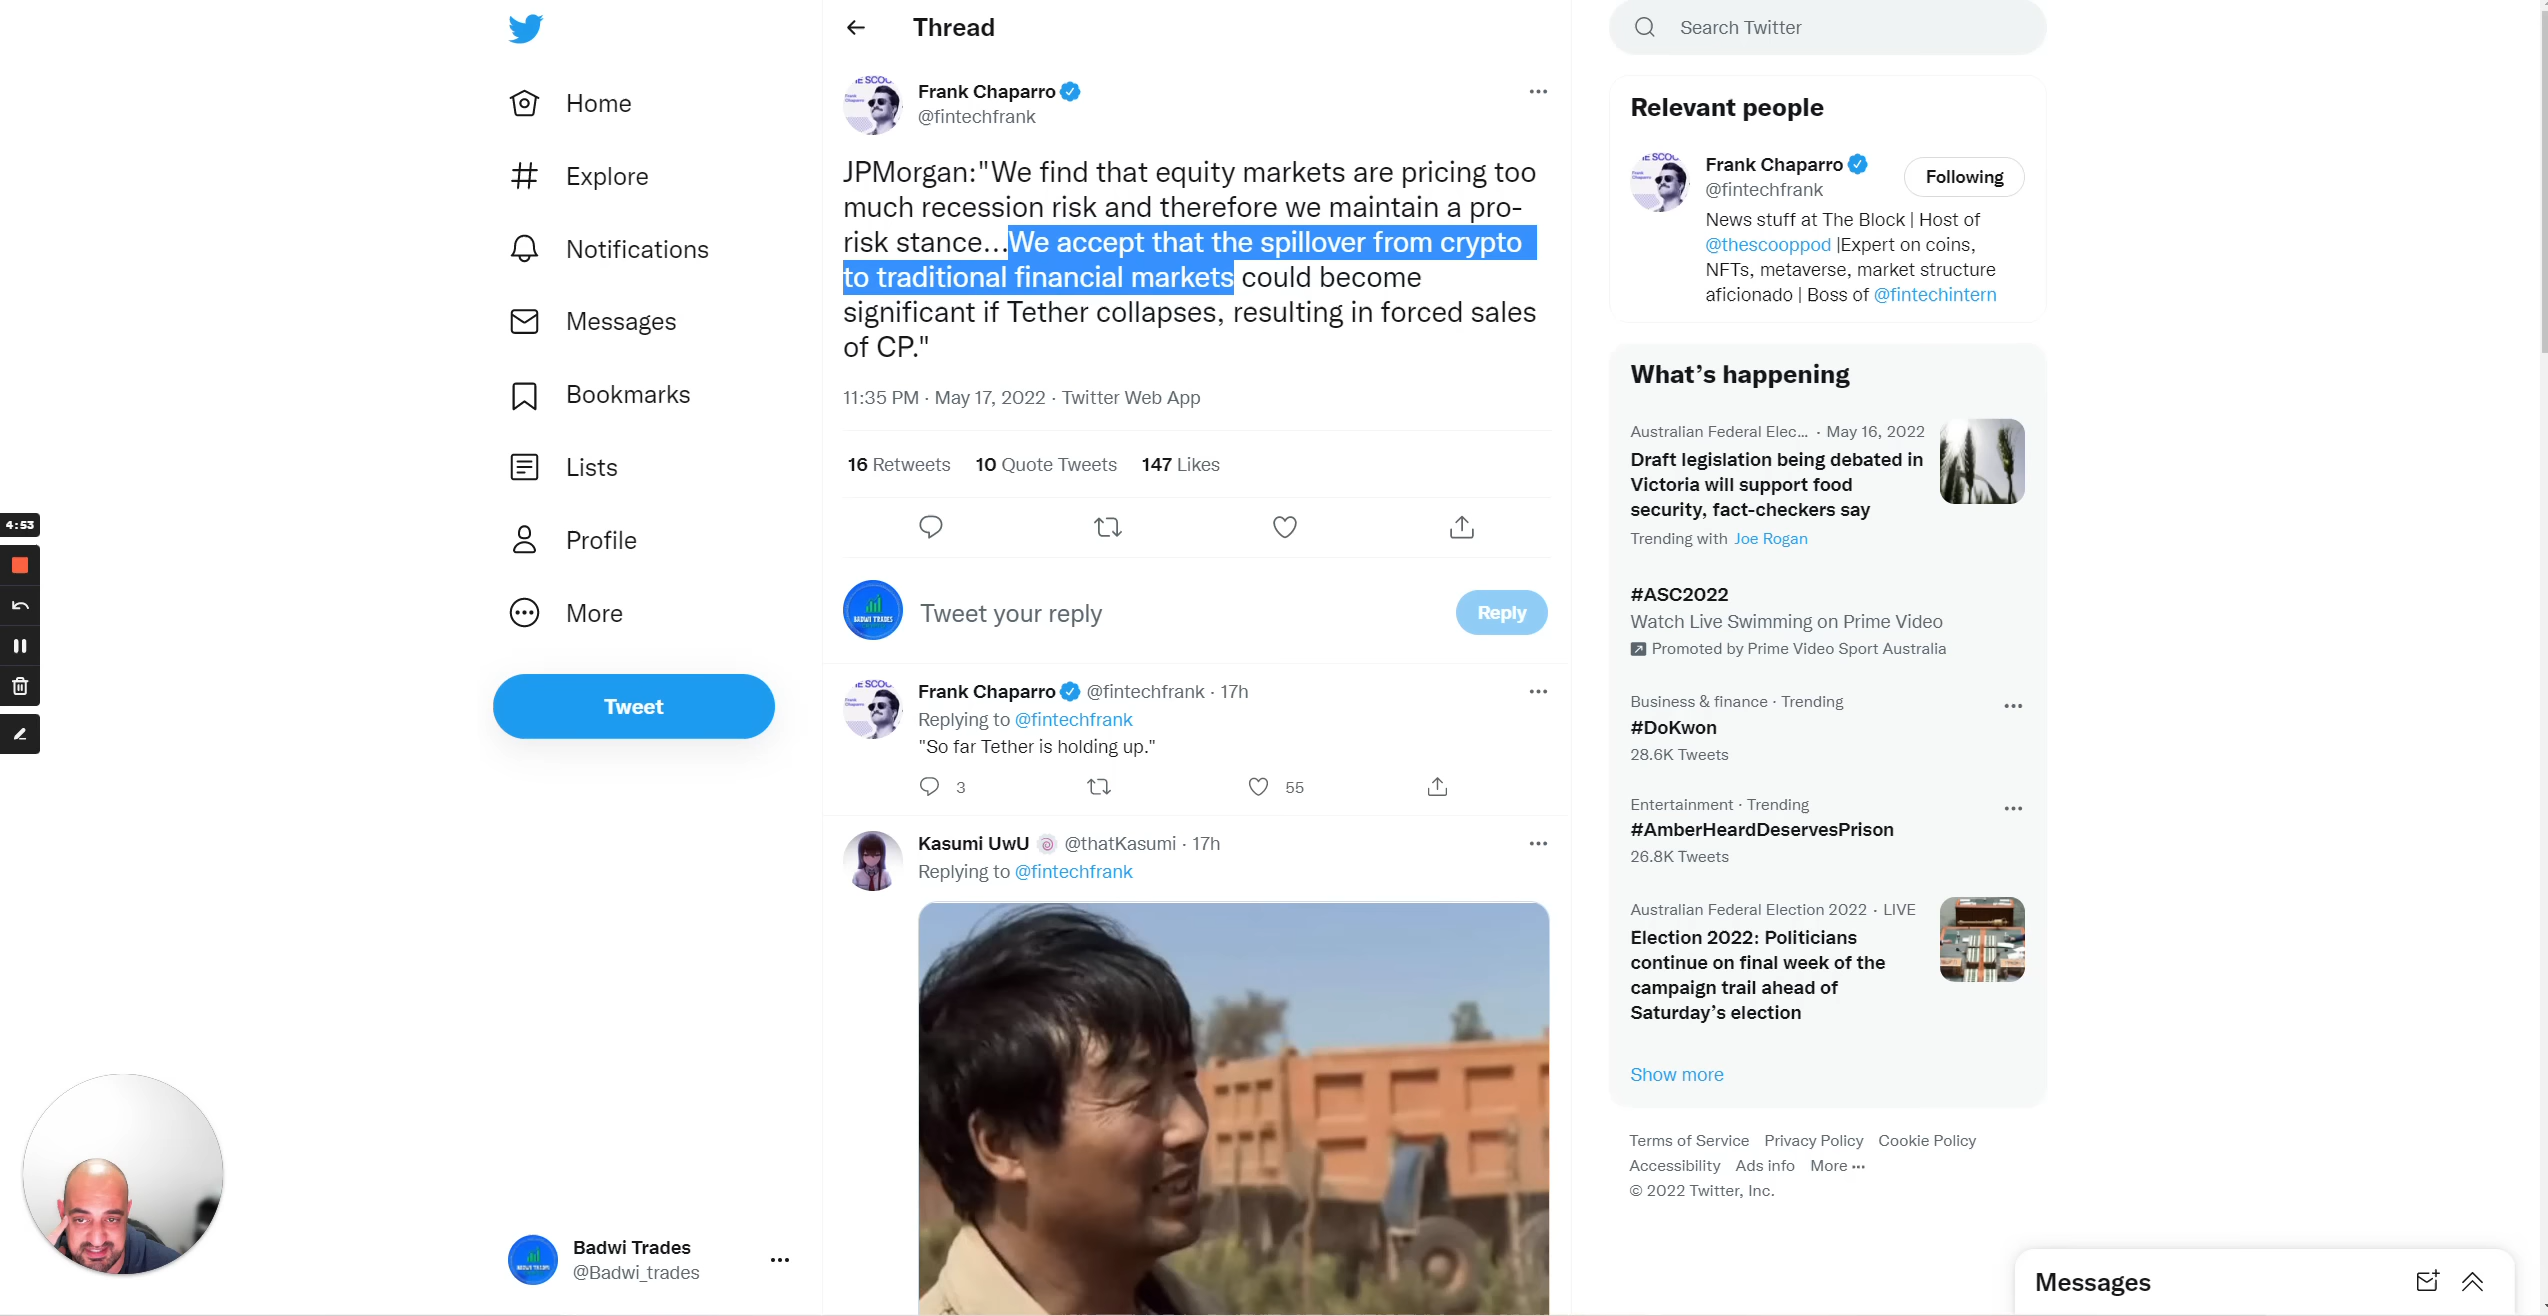 Home
Explore
Notifications
Messages
Bookmarks
Lists
Profile
More
Tweet
4:53
Badwi Trades
@Badwi_trades
Thread
Frank Chaparro
@fintechfrank
JPMorgan:"We find that equity markets are pricing too
much recession risk and therefore we maintain a pro-
risk stance...We accept that the spillover from crypto
to traditional financial markets could become
significant if Tether collapses, resulting in forced sales
of CP."
11:35 PM · May 17, 2022 · Twitter Web App
16 Retweets 10 Quote Tweets 147 Likes
BADWI TRADES
Tweet your reply
Reply
Frank Chaparro @fintechfrank · 17h
Replying to @fintechfrank
"So far Tether is holding up."
3 55
Kasumi UwU @thatKasumi · 17h
Replying to @fintechfrank
Search Twitter
Relevant people
Frank Chaparro
@fintechfrank
Following
News stuff at The Block | Host of
@thescooppod |Expert on coins,
NFTs, metaverse, market structure
aficionado | Boss of @fintechintern
What's happening
Australian Federal Elec... · May 16, 2022
Draft legislation being debated in
Victoria will support food
security, fact-checkers say
Trending with Joe Rogan
#ASC2022
Watch Live Swimming on Prime Video
Promoted by Prime Video Sport Australia
Business & finance · Trending
#DoKwon
28.6K Tweets
Entertainment · Trending
#AmberHeardDeservesPrison
26.8K Tweets
Australian Federal Election 2022 · LIVE
Election 2022: Politicians
continue on final week of the
campaign trail ahead of
Saturday's election
Show more
Terms of Service Privacy Policy Cookie Policy
Accessibility Ads info More ···
© 2022 Twitter, Inc.
Messages